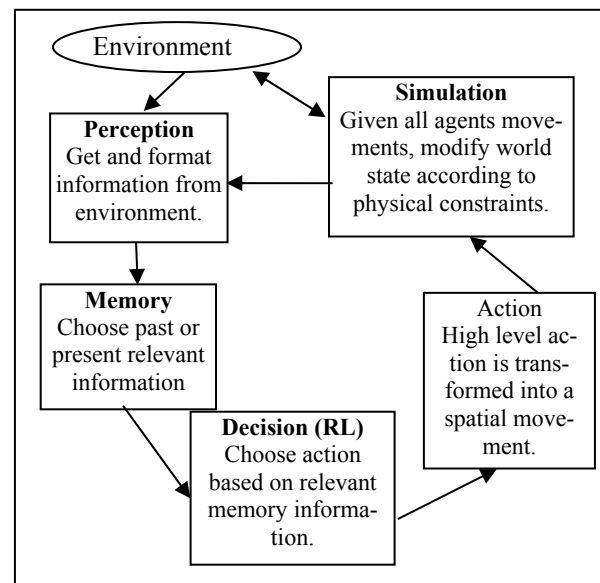 Environment
Simulation
Given all agents move-
ments, modify world
state according to
physical constraints.
Perception
Get and format
information from
environment.
Memory
Choose past or
present relevant
information
Action
High level ac-
tion is trans-
formed into a
spatial move-
ment.
Decision (RL)
Choose action
based on relevant
memory informa-
tion.